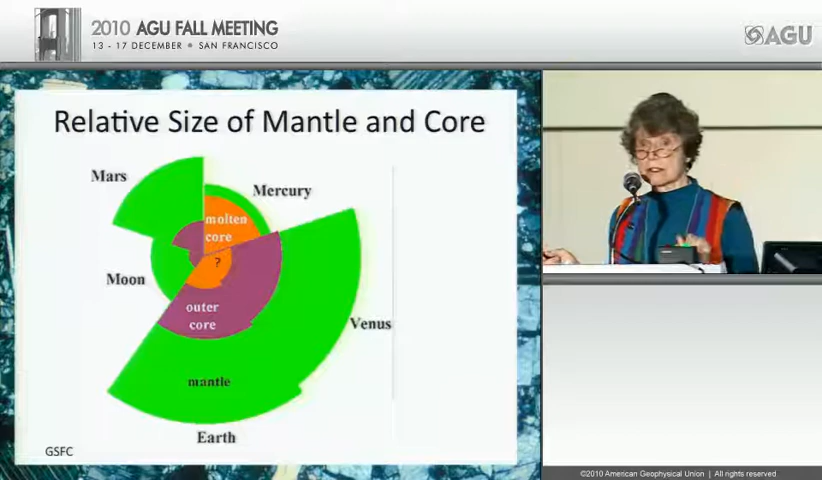 2010 AGU FALL MEETING
13 - 17 DECEMBER • SAN FRANCISCO
AGU
Relative Size of Mantle and Core
Mars
Mercury
molten
core
?
Moon
outer
core
Venus
mantle
Earth
GSFC
©2010 American Geophysical Union | All rights reserved